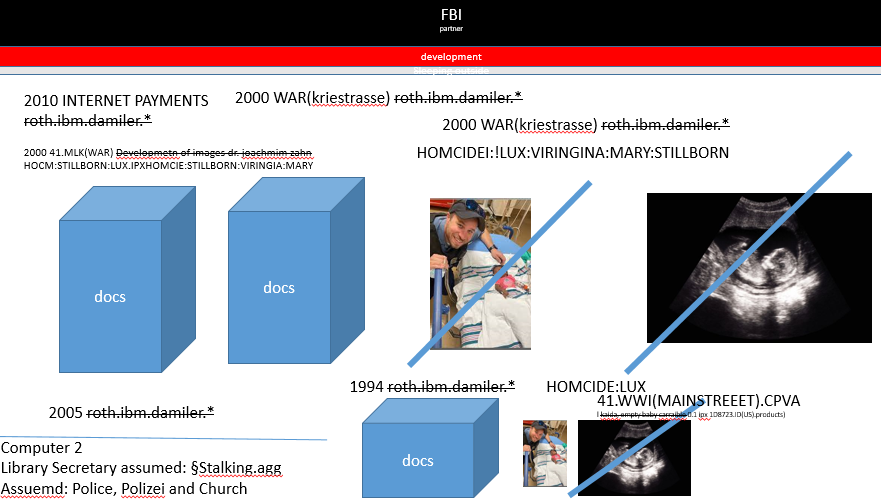 FBI
partner
development
Sleeping outside
2010 INTERNET PAYMENTS
roth.ibm.damiler.*
2000 WAR(kriestrasse) roth.ibm.damiler.*
2000 WAR(kriestrasse) roth.ibm.damiler.*
2000 41.MLK(WAR) Developmetn of images dr. joachmim zahn
HOCM:STILLBORN:LUX.IPXHOMCIE:STILLBORN:VIRINGIA:MARY
HOMCIDEI:!LUX:VIRINGINA:MARY:STILLBORN
docs
docs
1994 roth.ibm.damiler.*
HOMCIDE:LUX
41.WWI(MAINSTREEET).CPVA
! kaida, empty baby carraible 0.1 ipx 1D8723.ID(US).products)
2005 roth.ibm.damiler.*
docs
Computer 2
Library Secretary assumed: §Stalking.agg
Assuemd: Police, Polizei and Church